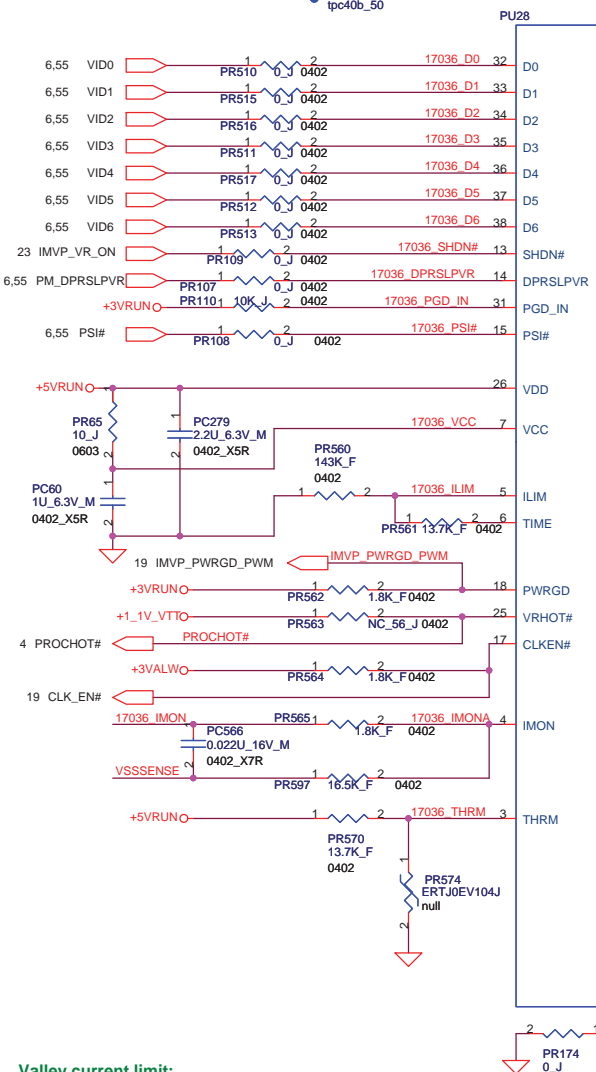 tpc40b_50
PU28
6,55 VID0 1 PR510 0_J 2 0402 17036_D0 32 D0
6,55 VID1 1 PR515 0_J 2 0402 17036_D1 33 D1
6,55 VID2 1 PR516 0_J 2 0402 17036_D2 34 D2
6,55 VID3 1 PR511 0_J 2 0402 17036_D3 35 D3
6,55 VID4 1 PR517 0_J 2 0402 17036_D4 36 D4
6,55 VID5 1 PR512 0_J 2 0402 17036_D5 37 D5
6,55 VID6 1 PR513 0_J 2 0402 17036_D6 38 D6
23 IMVP_VR_ON 1 PR109 0_J 2 0402 17036_SHDN# 13 SHDN#
6,55 PM_DPRSLPVR 1 PR107 0_J 2 0402 17036_DPRSLPVR 14 DPRSLPVR
+3VRUN PR110 1 10K_J 2 0402 17036_PGD_IN 31 PGD_IN
6,55 PSI# 1 PR108 0_J 2 0402 17036_PSI# 15 PSI#
+5VRUN 26 VDD
1 PR65 10_J 0603 2
1 PC279 2.2U_6.3V_M 0402_X5R 2
17036_VCC 7 VCC
1 PC60 1U_6.3V_M 0402_X5R 2
PR560 143K_F 0402 1 2 17036_ILIM 5 ILIM
1 PR561 13.7K_F 2 0402 6 TIME
19 IMVP_PWRGD_PWM IMVP_PWRGD_PWM
+3VRUN PR562 1 1.8K_F 2 0402 18 PWRGD
+1_1V_VTT PR563 1 NC_56_J 2 0402 25 VRHOT#
4 PROCHOT# PROCHOT# 17 CLKEN#
+3VALW PR564 1 1.8K_F 2 0402
19 CLK_EN#
17036_IMON PR565 1 1.8K_F 2 0402 17036_IMONA 4 IMON
1 PC566 0.022U_16V_M 0402_X7R 2
VSSSENSE PR597 1 16.5K_F 2 0402
+5VRUN 1 2 17036_THRM 3 THRM
PR570
13.7K_F
0402
1 PR574 ERTJ0EV104J null 2
2 1
PR174
0_J
Valley current limit: